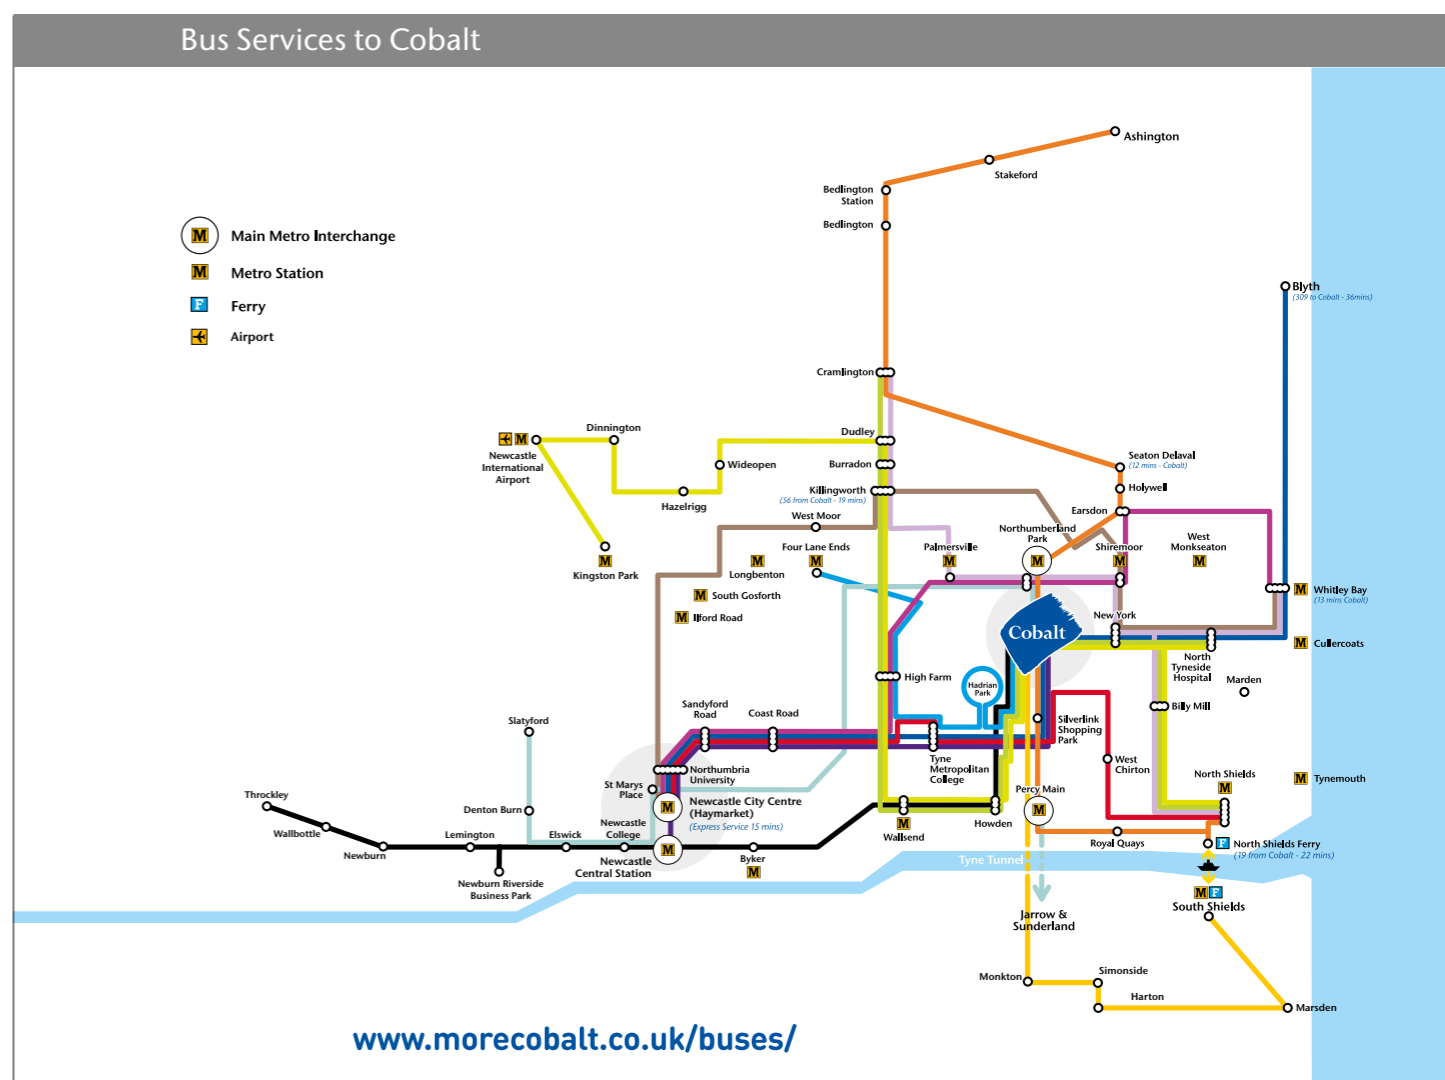 Bus Services to Cobalt
Ashington
Stakeford
Bedlington
Station
Bedlington
M
Main Metro Interchange
M
Metro Station
F
Ferry
Airport
Blyth
(309 to Cobalt - 36mins)
Cramlington
Dinnington
Dudley
M
Newcastle
International
Airport
Wideopen
Burradon
Seaton Delaval
(12 mins - Cobalt)
Hazelrigg
Killingworth
(56 from Cobalt - 19 mins)
Holywell
West Moor
Earsdon
Northumberland
Park
M
Kingston Park
M
Longbenton
M
Four Lane Ends
M
Palmersville
M
Shiremoor
M
West
Monkseaton
M
M
South Gosforth
M
Ilford Road
M
Whitley Bay
(13 mins Cobalt)
New York
Cobalt
M
Cullercoats
North
Tyneside
Hospital
Marden
High Farm
Hadrian
Park
Billy Mill
Slatyford
Sandyford
Road
Coast Road
Silverlink
Shopping
Park
Tyne
Metropolitan
College
West
Chirton
Northumbria
University
North Shields
M
M
Tynemouth
St Marys
Place
Throckley
Wallbottle
Newburn
Denton Burn
Lemington
Elswick
Newcastle
College
M
Newcastle City Centre
(Haymarket)
(Express Service 15 mins)
Percy Main
M
Wallsend
M
Howden
Royal Quays
F
North Shields Ferry
(19 from Cobalt - 22 mins)
Newburn Riverside
Business Park
M
Newcastle
Central Station
Byker
M
Tyne Tunnel
M
F
South Shields
Jarrow &
Sunderland
Monkton
Simonside
Harton
Marsden
www.morecobalt.co.uk/buses/